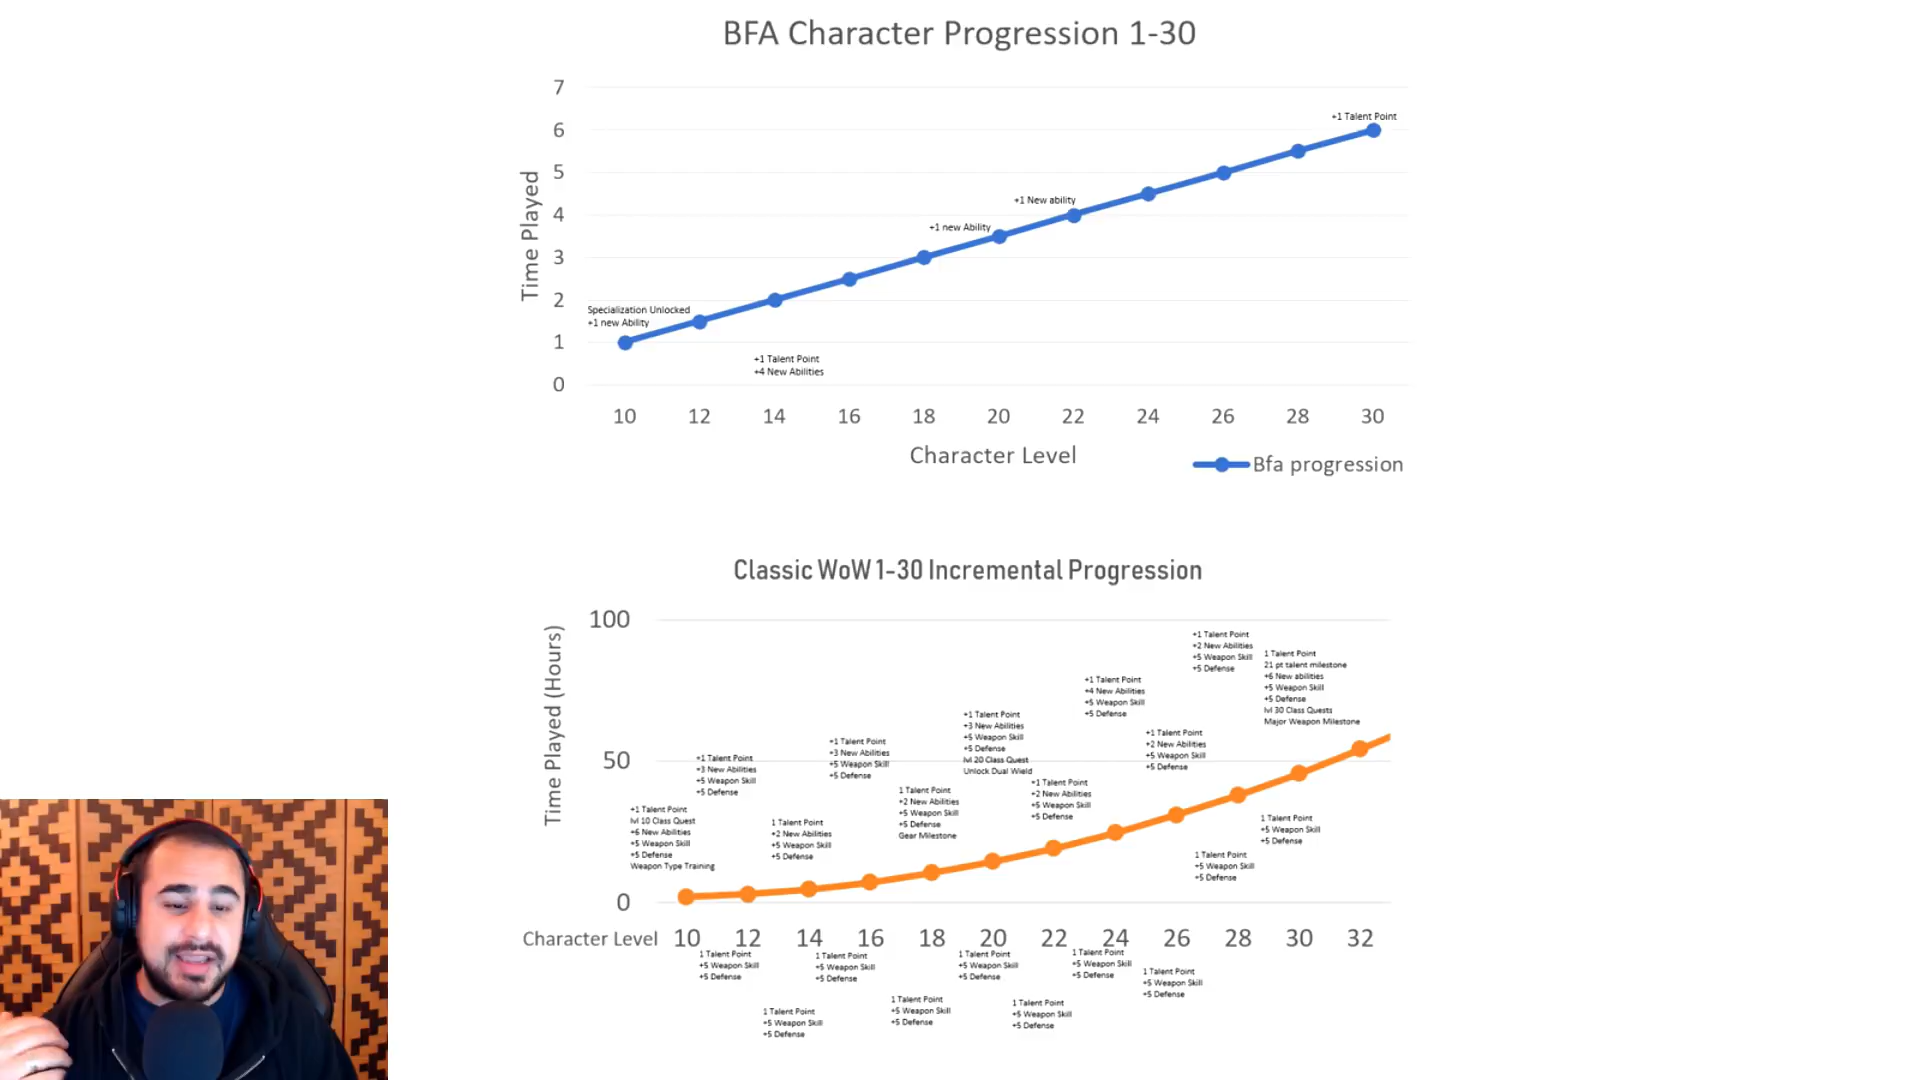 BFA Character Progression 1-30
7
6
5
4
3
2
1
0
Time Played
+1 Talent Point
+1 New ability
+1 new Ability
Specialization Unlocked
+1 new Ability
+1 Talent Point
+4 New Abilities
10 12 14 16 18 20 22 24 26 28 30
Character Level
Bfa progression
Classic WoW 1-30 Incremental Progression
100
50
0
Time Played (Hours)
+1 Talent Point
lvl 10 Class Quest
+6 New Abilities
+5 Weapon Skill
+5 Defense
Weapon Type Training
+1 Talent Point
+3 New Abilities
+5 Weapon Skill
+5 Defense
1 Talent Point
+2 New Abilities
+5 Weapon Skill
+5 Defense
+1 Talent Point
+3 New Abilities
+5 Weapon Skill
+5 Defense
1 Talent Point
+2 New Abilities
+5 Weapon Skill
+5 Defense
Gear Milestone
+1 Talent Point
+3 New Abilities
+5 Weapon Skill
+5 Defense
lvl 20 Class Quest
Unlock Dual Wield
+1 Talent Point
+2 New Abilities
+5 Weapon Skill
+5 Defense
+1 Talent Point
+4 New Abilities
+5 Weapon Skill
+5 Defense
+1 Talent Point
+2 New Abilities
+5 Weapon Skill
+5 Defense
+1 Talent Point
+2 New Abilities
+5 Weapon Skill
+5 Defense
1 Talent Point
21 pt talent milestone
+6 New abilities
+5 Weapon Skill
+5 Defense
lvl 30 Class Quests
Major Weapon Milestone
1 Talent Point
+5 Weapon Skill
+5 Defense
1 Talent Point
+5 Weapon Skill
+5 Defense
Character Level 10 12 14 16 18 20 22 24 26 28 30 32
1 Talent Point
+5 Weapon Skill
+5 Defense
1 Talent Point
+5 Weapon Skill
+5 Defense
1 Talent Point
+5 Weapon Skill
+5 Defense
1 Talent Point
+5 Weapon Skill
+5 Defense
1 Talent Point
+5 Weapon Skill
+5 Defense
1 Talent Point
+5 Weapon Skill
+5 Defense
1 Talent Point
+5 Weapon Skill
+5 Defense
1 Talent Point
+5 Weapon Skill
+5 Defense